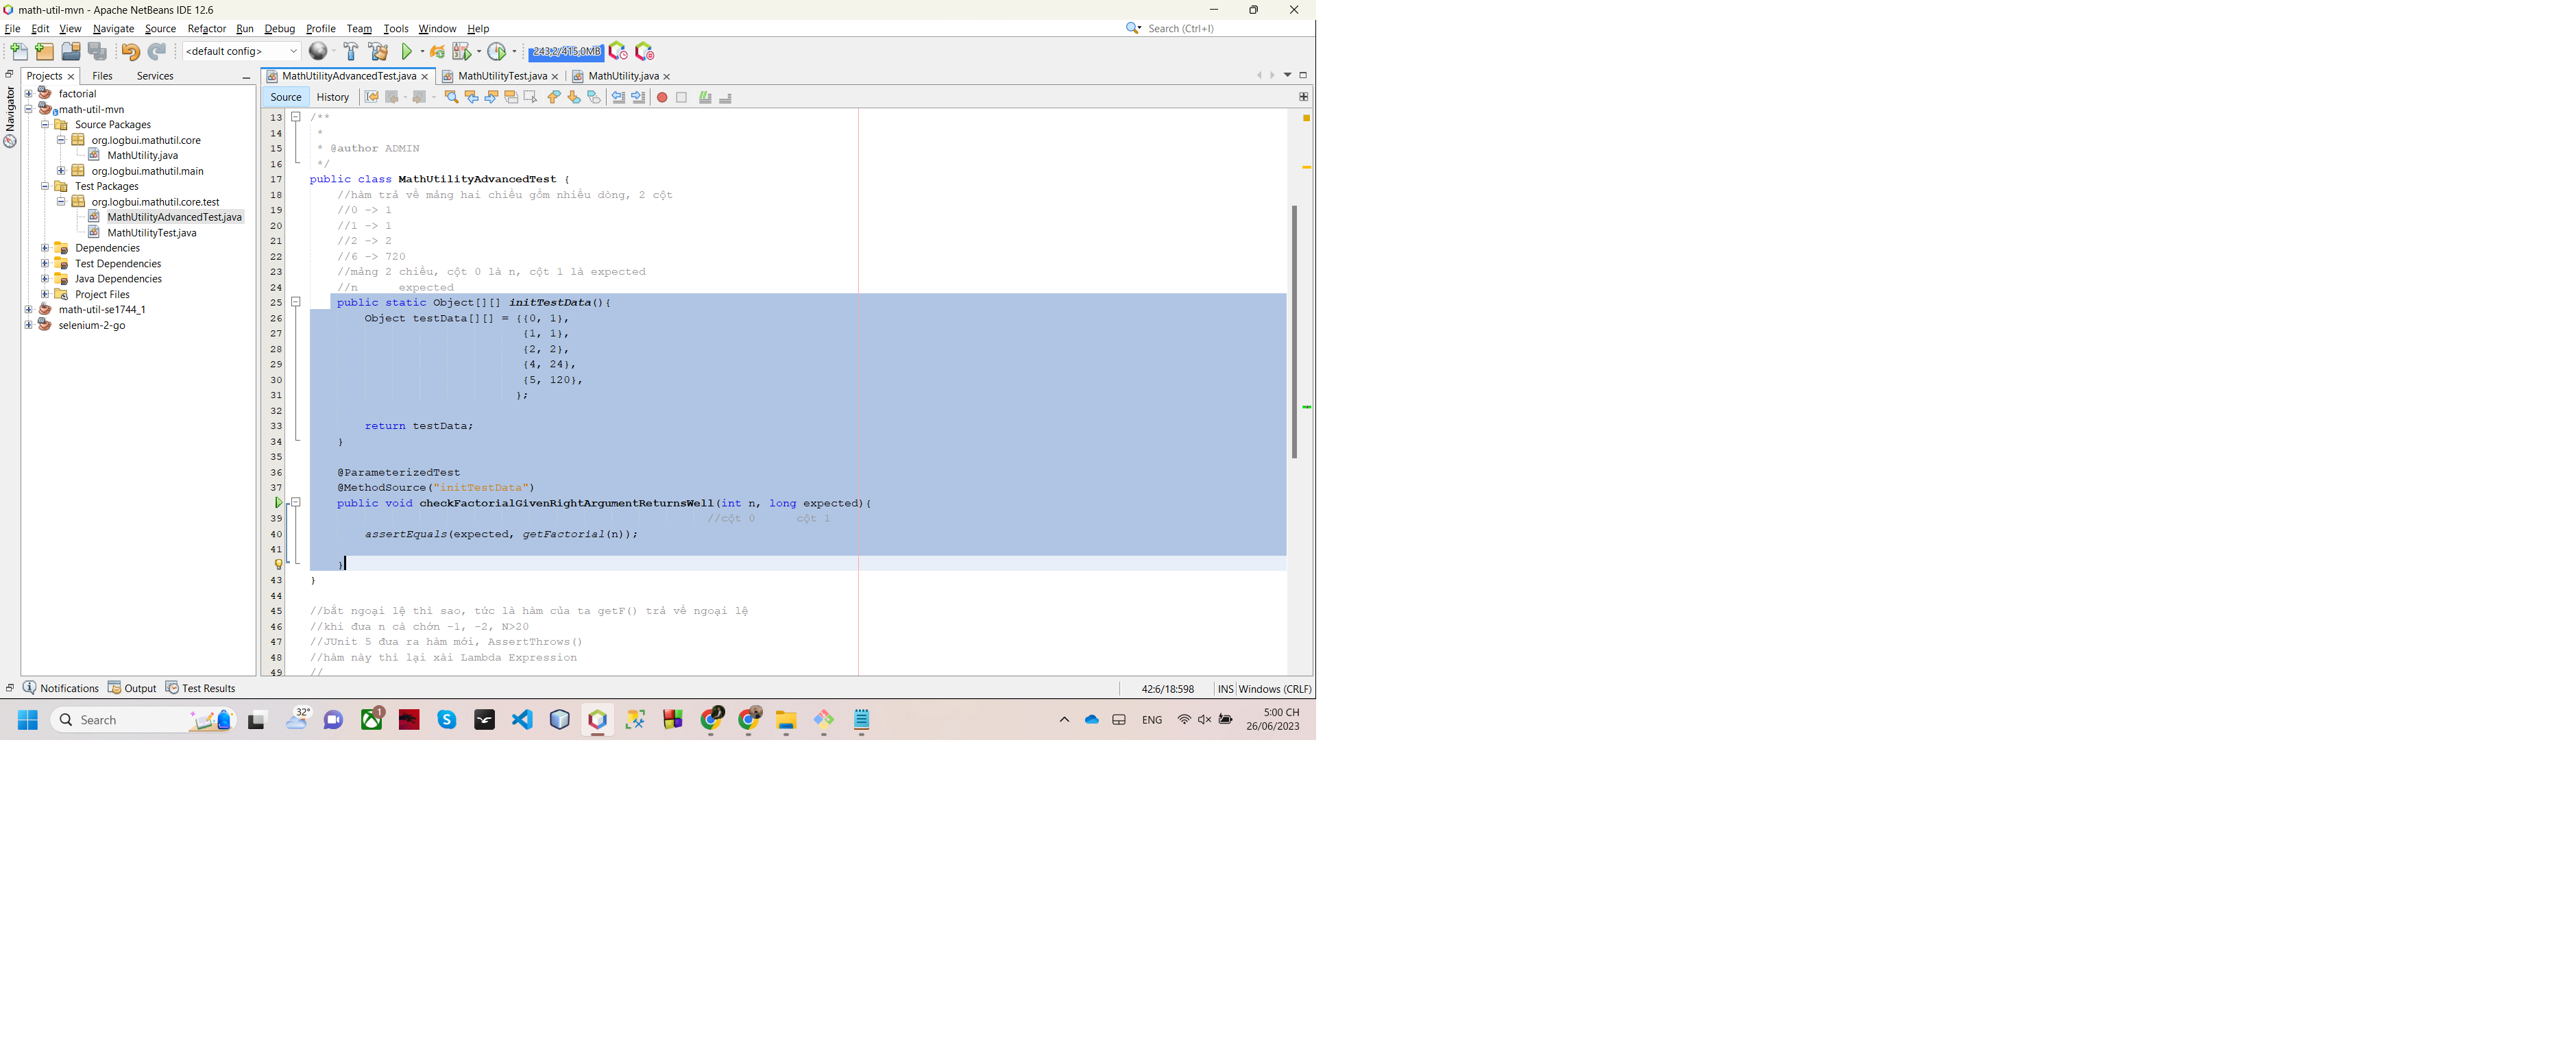 math-util-mvn - Apache NetBeans IDE 12.6
File Edit View Navigate Source Refactor Run Debug Profile Team Tools Window Help
Search (Ctrl+I)
<default config>
243,2/415,0MB
Projects Files Services
MathUtilityAdvancedTest.java MathUtilityTest.java MathUtility.java
Navigator
Source History
factorial
math-util-mvn
Source Packages
org.logbui.mathutil.core
MathUtility.java
org.logbui.mathutil.main
Test Packages
org.logbui.mathutil.core.test
MathUtilityAdvancedTest.java
MathUtilityTest.java
Dependencies
Test Dependencies
Java Dependencies
Project Files
math-util-se1744_1
selenium-2-go
13 /**
14 *
15 * @author ADMIN
16 */
17 public class MathUtilityAdvancedTest {
18 //hàm trả về mảng hai chiều gồm nhiều dòng, 2 cột
19 //0 -> 1
20 //1 -> 1
21 //2 -> 2
22 //6 -> 720
23 //mảng 2 chiều, cột 0 là n, cột 1 là expected
24 //n expected
25 public static Object[][] initTestData(){
26 Object testData[][] = {{0, 1},
27 {1, 1},
28 {2, 2},
29 {4, 24},
30 {5, 120},
31 };
32
33 return testData;
34 }
35
36 @ParameterizedTest
37 @MethodSource("initTestData")
public void checkFactorialGivenRightArgumentReturnsWell(int n, long expected){
39 //cột 0 cột 1
40 assertEquals(expected, getFactorial(n));
41
}
43 }
44
45 //bắt ngoại lệ thì sao, tức là hàm của ta getF() trả về ngoại lệ
46 //khi đưa n cà chớn -1, -2, N>20
47 //JUnit 5 đưa ra hàm mới, AssertThrows()
48 //hàm này thì lại xài Lambda Expression
49 //
Notifications Output Test Results
42:6/18:598 INS Windows (CRLF)
Search
32°
1
ENG
5:00 CH
26/06/2023